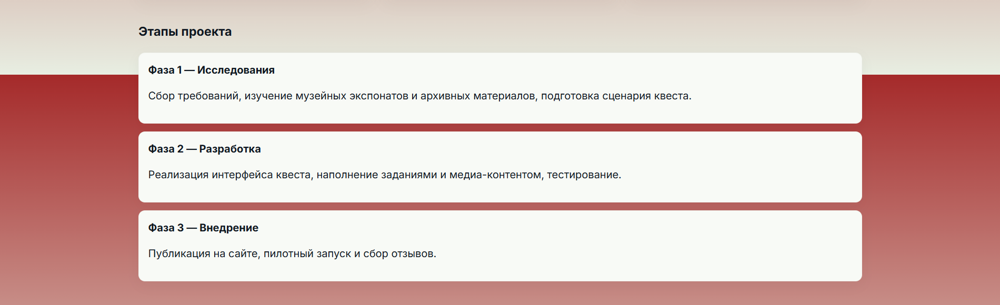 Этапы проекта
Фаза 1 — Исследования
Сбор требований, изучение музейных экспонатов и архивных материалов, подготовка сценария квеста.
Фаза 2 — Разработка
Реализация интерфейса квеста, наполнение заданиями и медиа-контентом, тестирование.
Фаза 3 — Внедрение
Публикация на сайте, пилотный запуск и сбор отзывов.